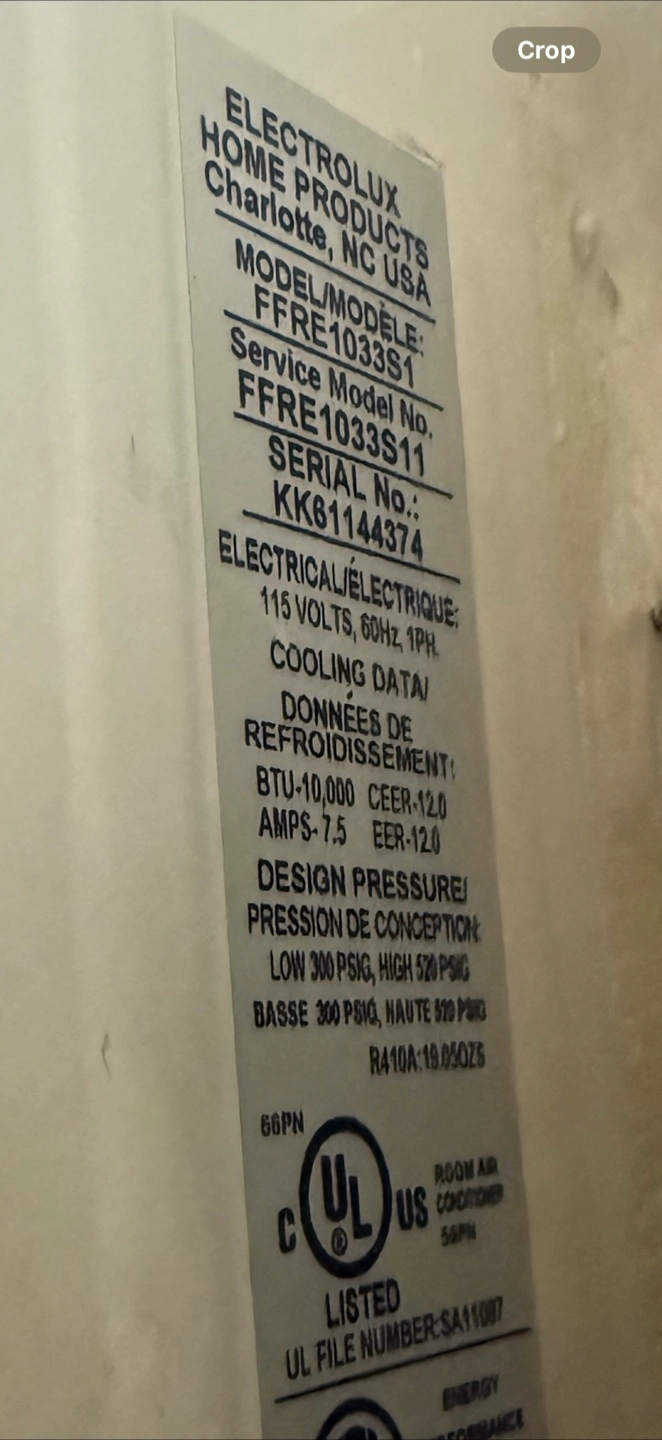 Crop
ELECTROLUX
HOME PRODUCTS
Charlotte, NC USA
MODEL/MODÈLE:
FFRE1033S1
Service Model No.
FFRE1033S11
SERIAL No.:
KK61144374
ELECTRICAL/ÉLECTRIQUE:
115 VOLTS, 60Hz, 1PH.
COOLING DATA/
DONNÉES DE
REFROIDISSEMENT:
BTU-10,000 CEER-12.0
AMPS-7.5 EER-12.0
DESIGN PRESSURE/
PRESSION DE CONCEPTION:
LOW 300 PSIG, HIGH 520 PSIG
BASSE 300 PSIG, HAUTE 520 PSIG
R410A:19.05OZS
66PN
C UL ® US
ROOM AIR
CONDITIONER
56PN
LISTED
UL FILE NUMBER:
ENERGY